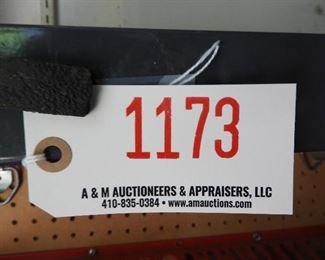 1173
A & M AUCTIONEERS & APPRAISERS, LLC
410-835-0384 • www.amauctions.com